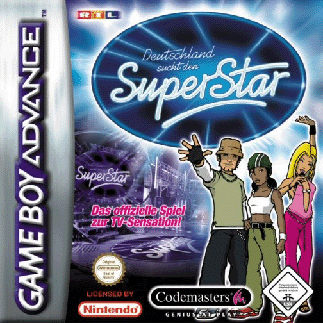 GAME BOY ADVANCE
TM
RTL
Deutschland
sucht den
SuperStar
SuperStar
Das offizielle Spiel
zur TV-Sensation!
LICENSED BY
Nintendo
Codemasters
GENIUS AT PLAY